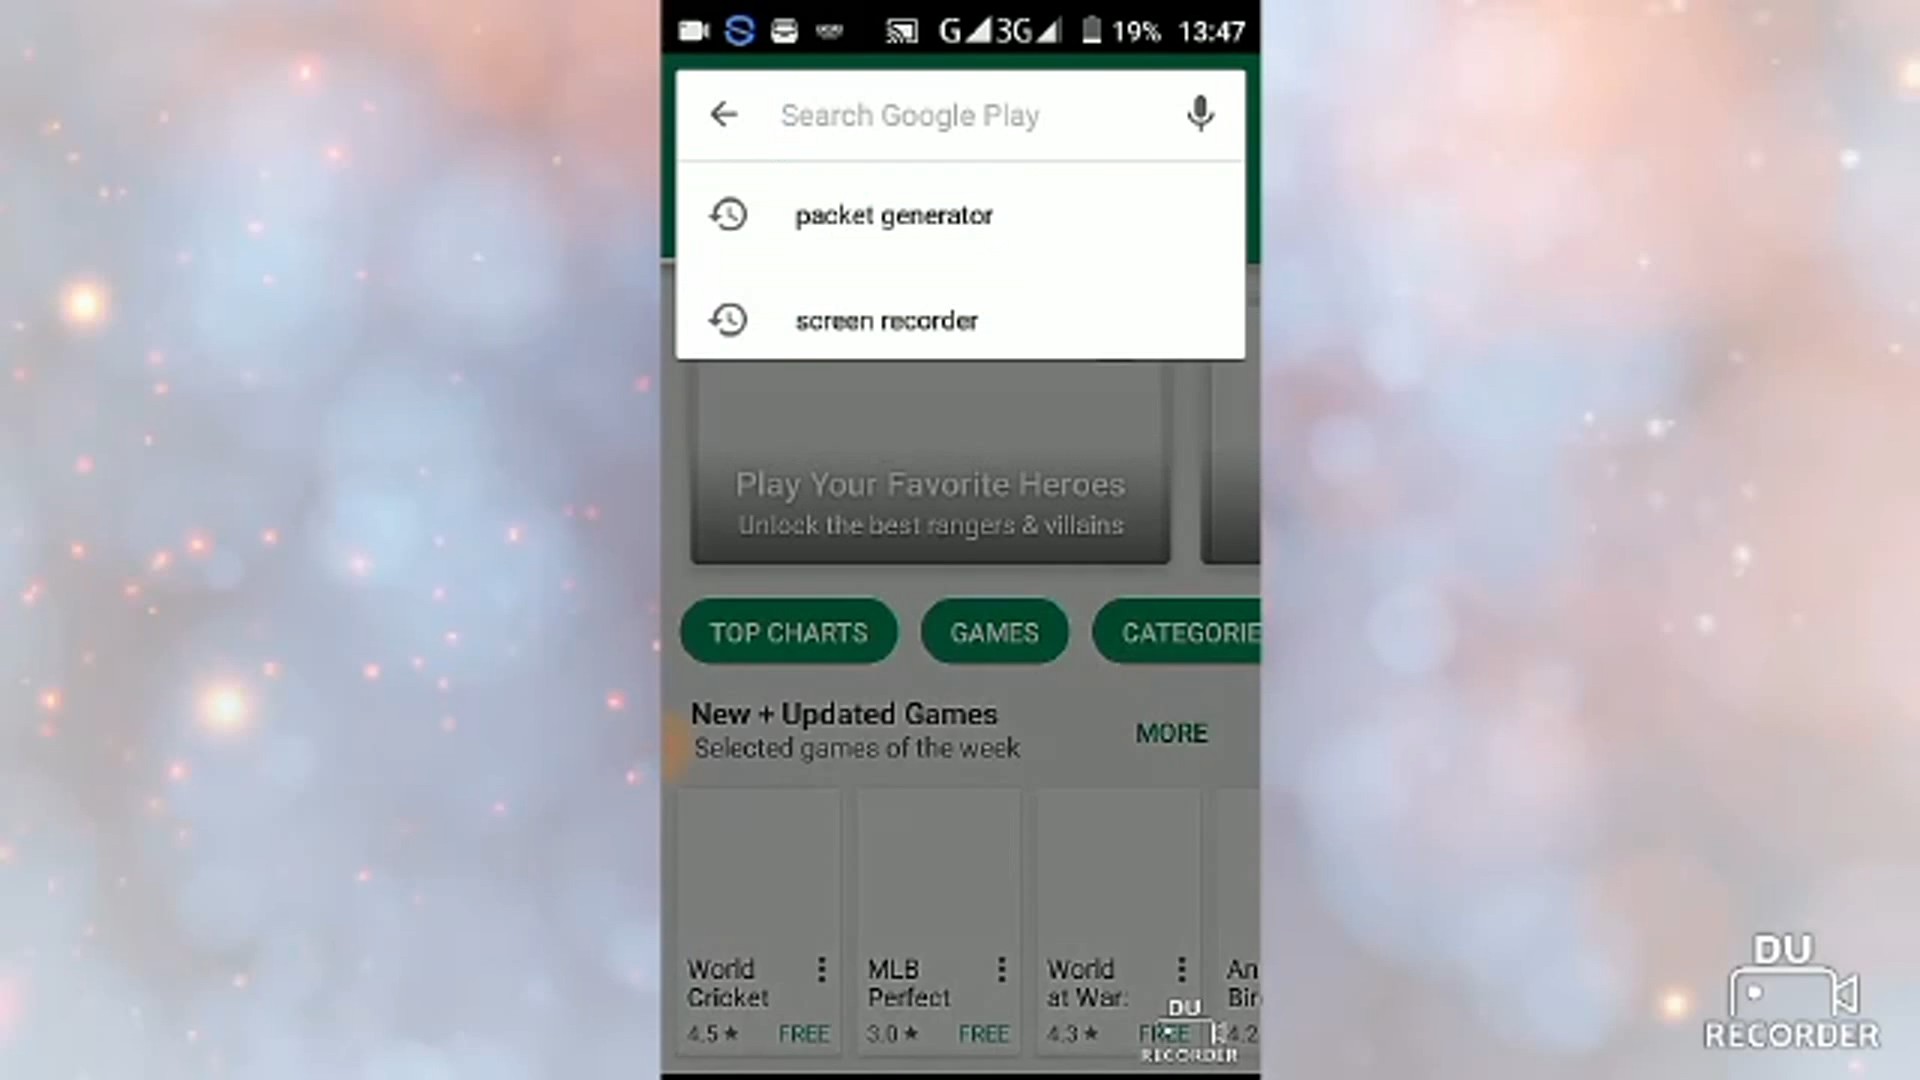 G 3G 19% 13:47
Search Google Play
packet generator
screen recorder
Play Your Favorite Heroes
Unlock the best rangers & villains
TOP CHARTS GAMES CATEGORIE
New + Updated Games
MORE
Selected games of the week
World Cricket
4.5 ★ FREE
MLB Perfect
3.0 ★ FREE
World at War:
4.3 ★ FREE
An
Bir
4.2
DU
RECORDER
DU
RECORDER